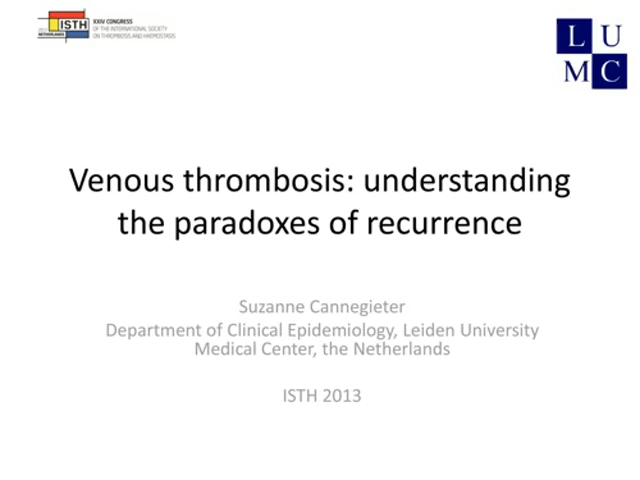 ISTH
NETHERLANDS
XXIV CONGRESS
OF THE INTERNATIONAL SOCIETY
ON THROMBOSIS AND HAEMOSTASIS
L U
M C
Venous thrombosis: understanding
the paradoxes of recurrence
Suzanne Cannegieter
Department of Clinical Epidemiology, Leiden University
Medical Center, the Netherlands
ISTH 2013